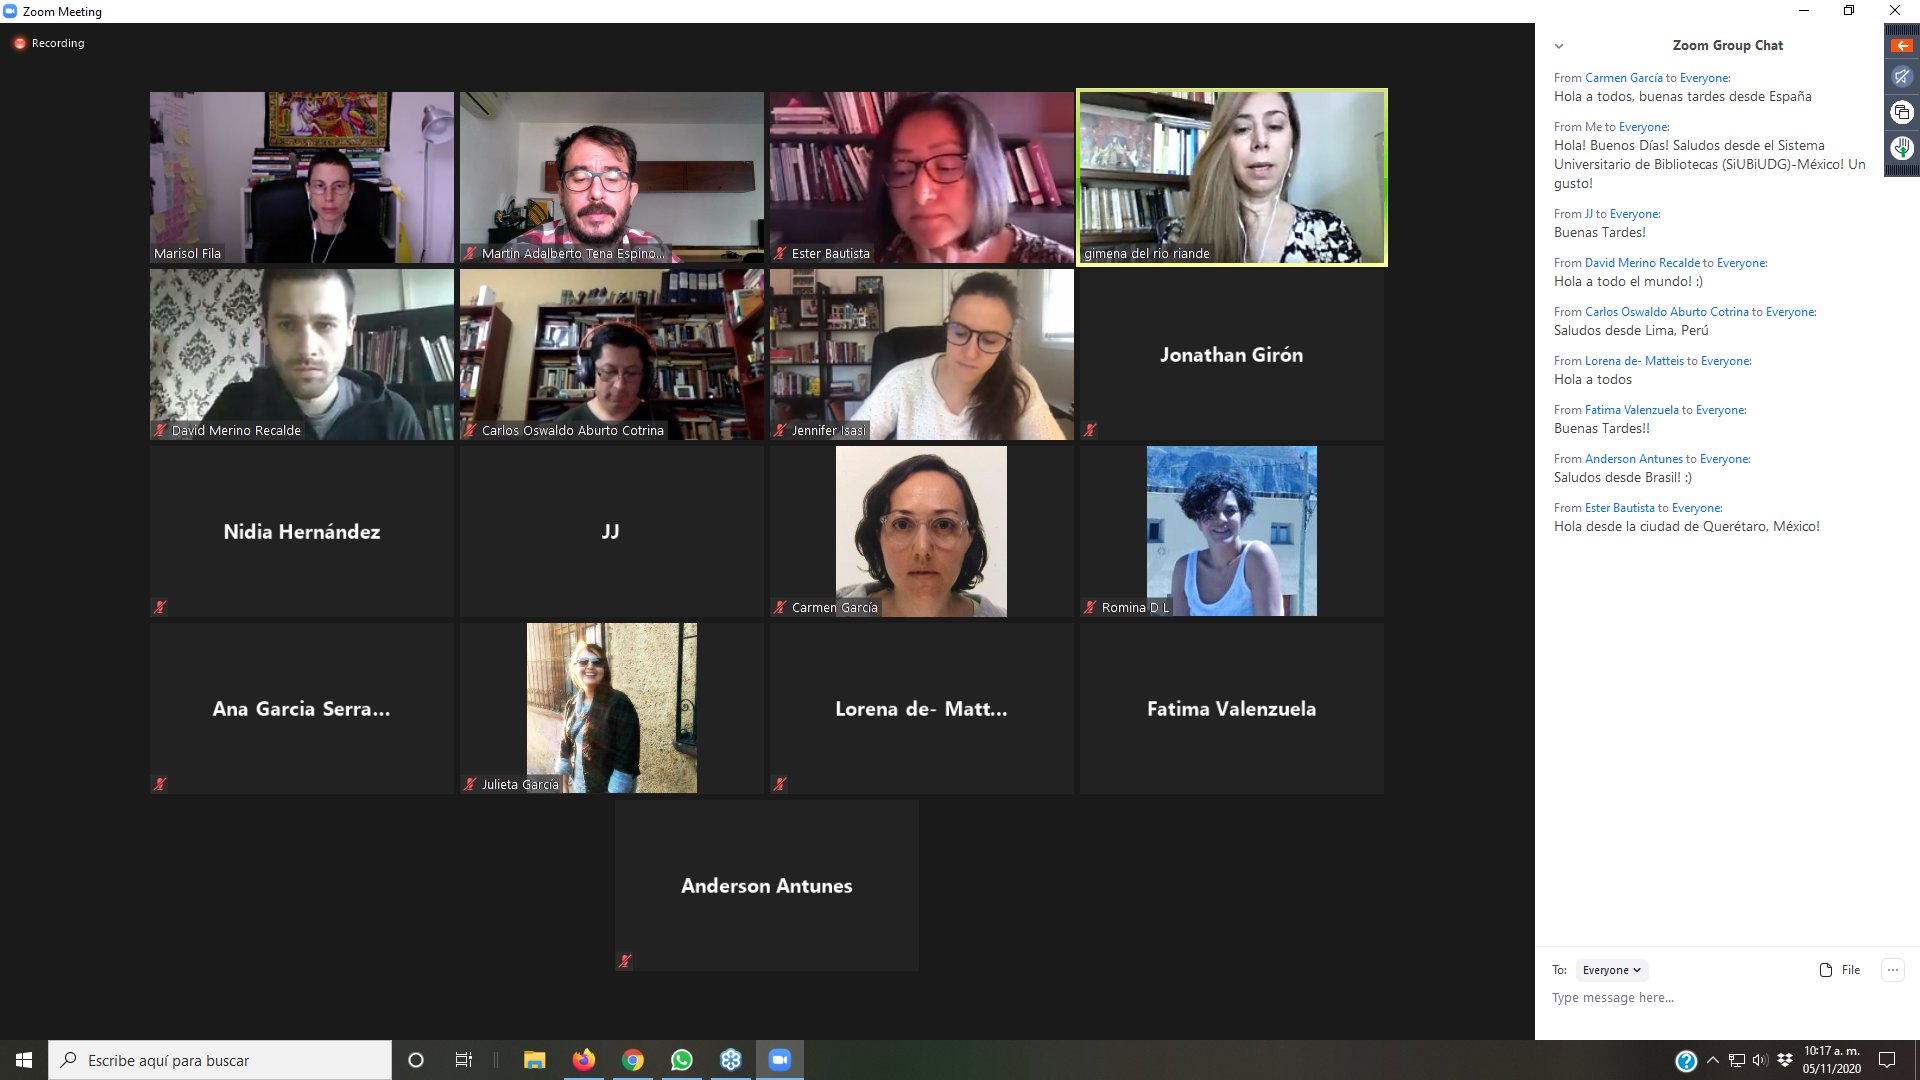 Zoom Meeting
Recording
Marisol Fila
Martin Adalberto Tena Espino...
Ester Bautista
gimena del rio riande
David Merino Recalde
Carlos Oswaldo Aburto Cotrina
Jennifer Isasi
Jonathan Girón
Nidia Hernández
JJ
Carmen García
Romina D L
Ana Garcia Serra...
Julieta García
Lorena de- Matt...
Fatima Valenzuela
Anderson Antunes
Zoom Group Chat
From Carmen García to Everyone:
Hola a todos, buenas tardes desde España
From Me to Everyone:
Hola! Buenos Días! Saludos desde el Sistema
Universitario de Bibliotecas (SiUBiUDG)-México! Un
gusto!
From JJ to Everyone:
Buenas Tardes!
From David Merino Recalde to Everyone:
Hola a todo el mundo! :)
From Carlos Oswaldo Aburto Cotrina to Everyone:
Saludos desde Lima, Perú
From Lorena de- Matteis to Everyone:
Hola a todos
From Fatima Valenzuela to Everyone:
Buenas Tardes!!
From Anderson Antunes to Everyone:
Saludos desde Brasil! :)
From Ester Bautista to Everyone:
Hola desde la ciudad de Querétaro, México!
To: Everyone
File
Type message here...
Escribe aquí para buscar
10:17 a. m.
05/11/2020